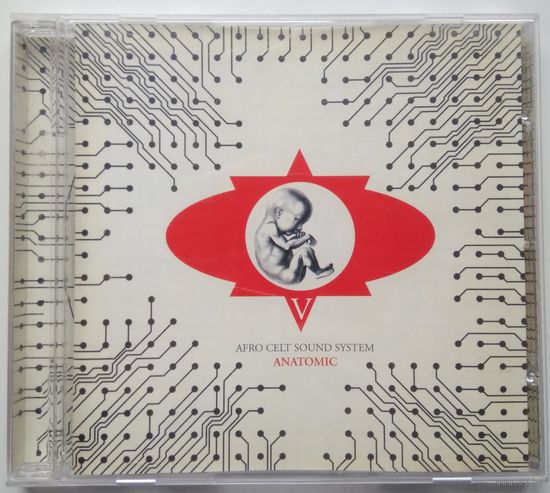 V
AFRO CELT SOUND SYSTEM
ANATOMIC